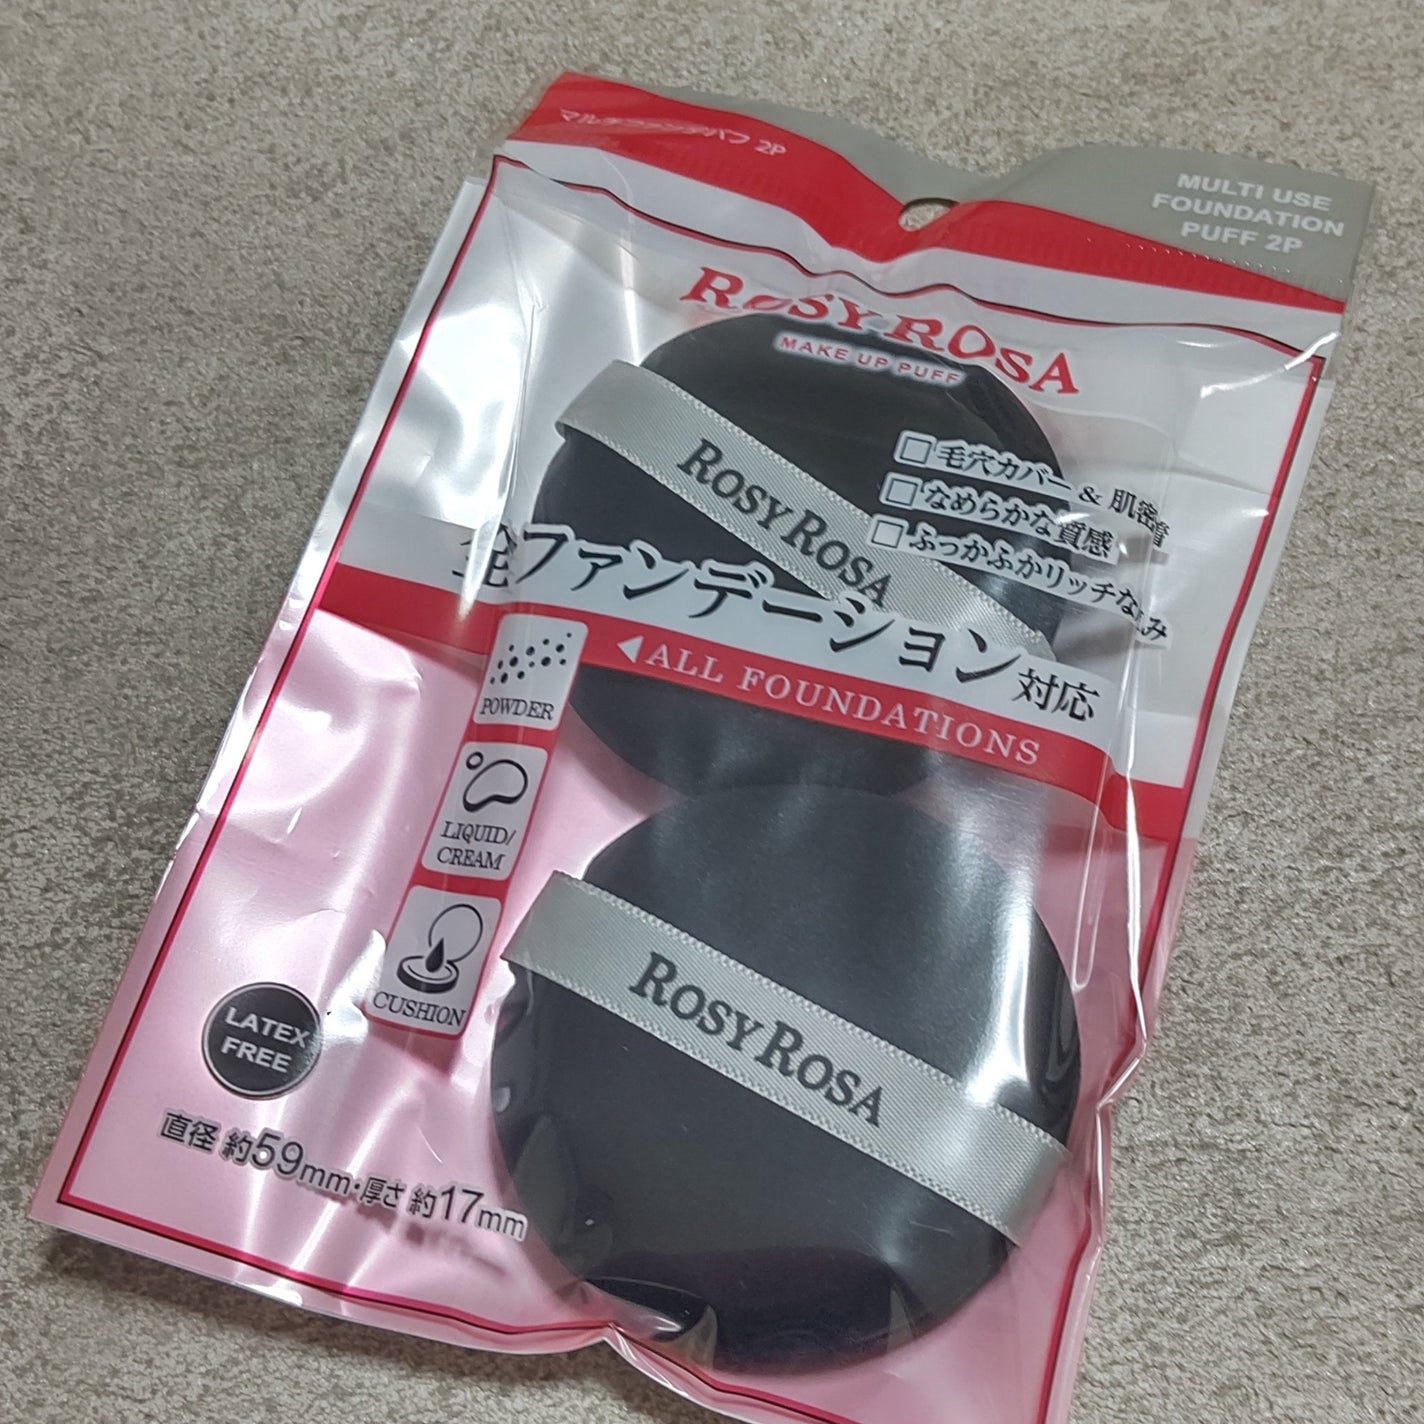 マルチファンデパフ 2P
MULTI USE
FOUNDATION
PUFF 2P
ROSY ROSA
MAKE UP PUFF
□毛穴カバー & 肌密着
□なめらかな質感
□ふっかふかリッチな厚み
ROSY ROSA
全ファンデーション対応
◀ALL FOUNDATIONS
POWDER
LIQUID/
CREAM
CUSHION
ROSY ROSA
LATEX
FREE
直径 約59mm・厚さ 約17mm